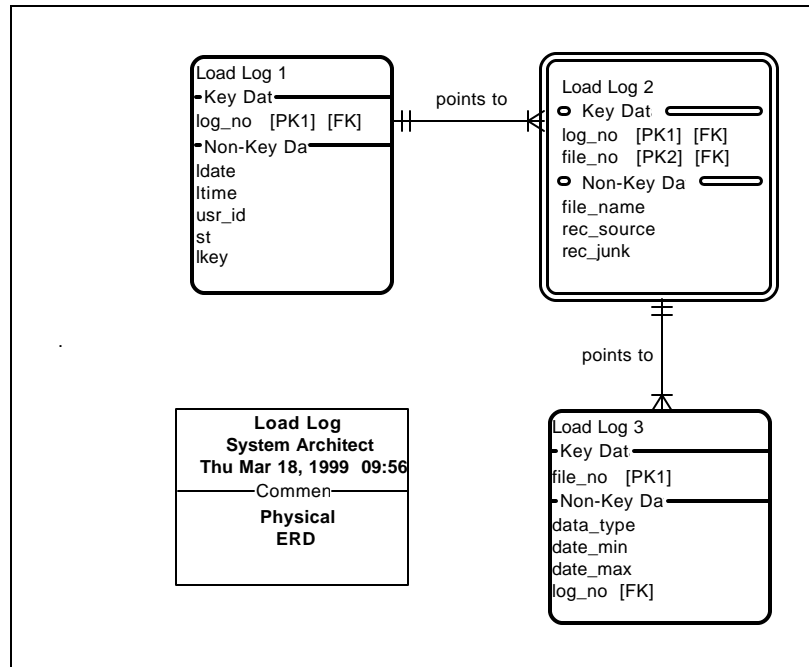 Load Log 1
Key Dat
log_no [PK1] [FK]
Non-Key Da
ldate
ltime
usr_id
st
lkey
points to
Load Log 2
Key Dat
log_no [PK1] [FK]
file_no [PK2] [FK]
Non-Key Da
file_name
rec_source
rec_junk
points to
Load Log 3
Key Dat
file_no [PK1]
Non-Key Da
data_type
date_min
date_max
log_no [FK]
.
Load Log
System Architect
Thu Mar 18, 1999 09:56
Commen
Physical
ERD